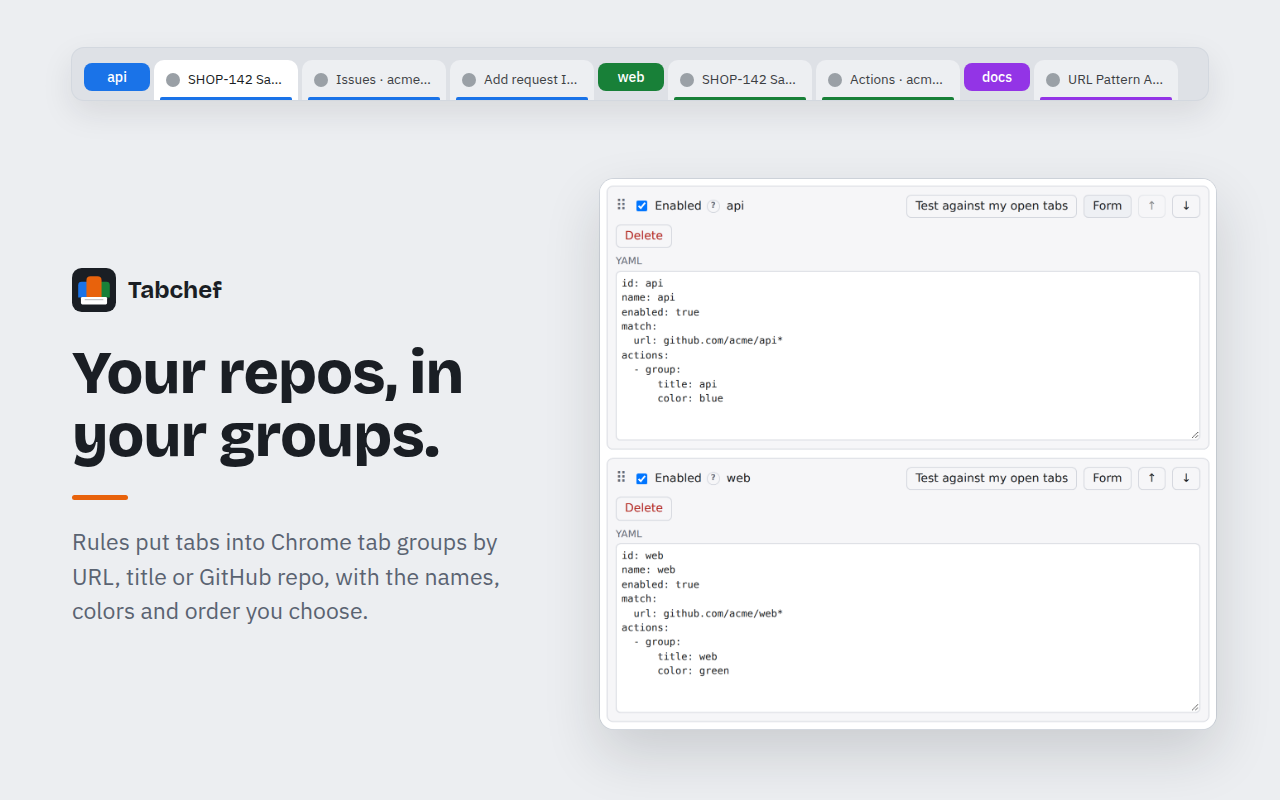 api SHOP-142 Sa... Issues · acme... Add request I... web SHOP-142 Sa... Actions · acm... docs URL Pattern A...
Tabchef
Your repos, in
your groups.
Rules put tabs into Chrome tab groups by
URL, title or GitHub repo, with the names,
colors and order you choose.
Enabled ? api Test against my open tabs Form ↑ ↓
Delete
YAML
id: api
name: api
enabled: true
match:
  url: github.com/acme/api*
actions:
  - group:
      title: api
      color: blue
Enabled ? web Test against my open tabs Form ↑ ↓
Delete
YAML
id: web
name: web
enabled: true
match:
  url: github.com/acme/web*
actions:
  - group:
      title: web
      color: green